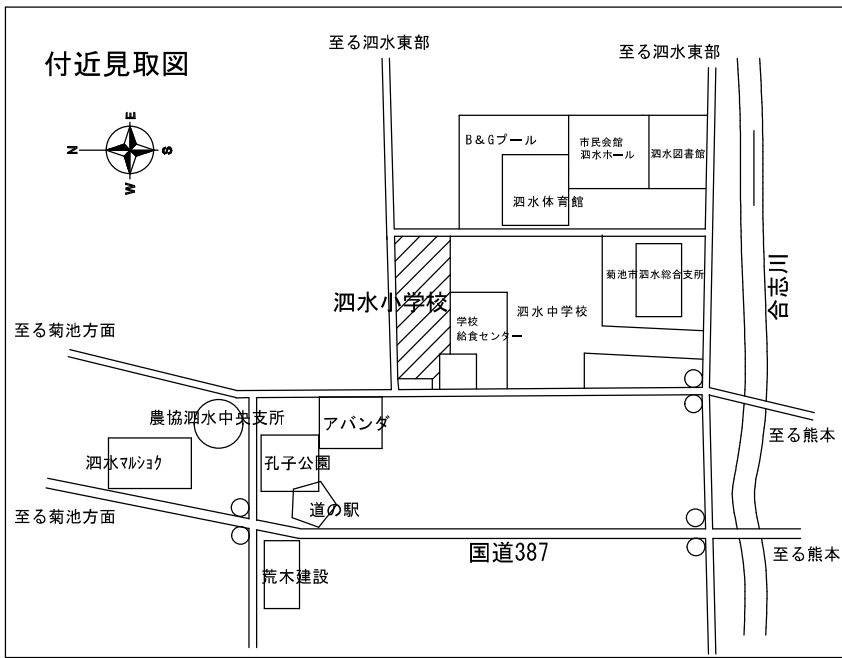 付近見取図
至る泗水東部
至る泗水東部
E
N
S
W
B&Gプール
市民会館
泗水ホール
泗水図書館
泗水体育館
泗水小学校
菊池市泗水総合支所
合志川
学校
給食センター
泗水中学校
至る菊池方面
農協泗水中央支所
アバンダ
至る熊本
泗水マルショク
孔子公園
至る菊池方面
道の駅
国道387
至る熊本
荒木建設